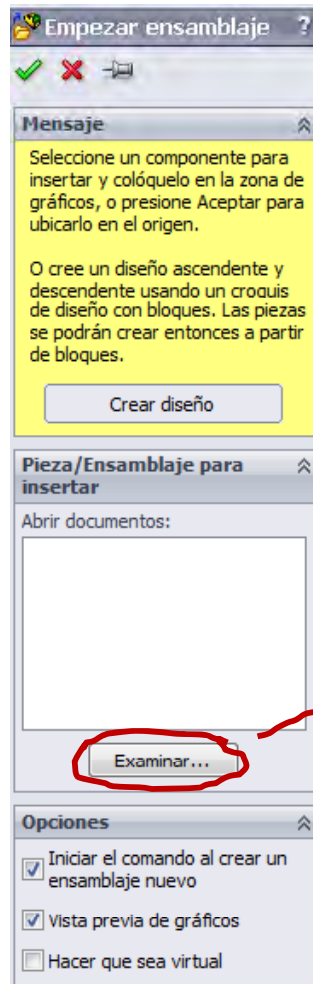 Empezar ensamblaje ?
Mensaje
Seleccione un componente para
insertar y colóquelo en la zona de
gráficos, o presione Aceptar para
ubicarlo en el origen.
O cree un diseño ascendente y
descendente usando un croquis
de diseño con bloques. Las piezas
se podrán crear entonces a partir
de bloques.
Crear diseño
Pieza/Ensamblaje para
insertar
Abrir documentos:
Examinar...
Opciones
Iniciar el comando al crear un
ensamblaje nuevo
Vista previa de gráficos
Hacer que sea virtual